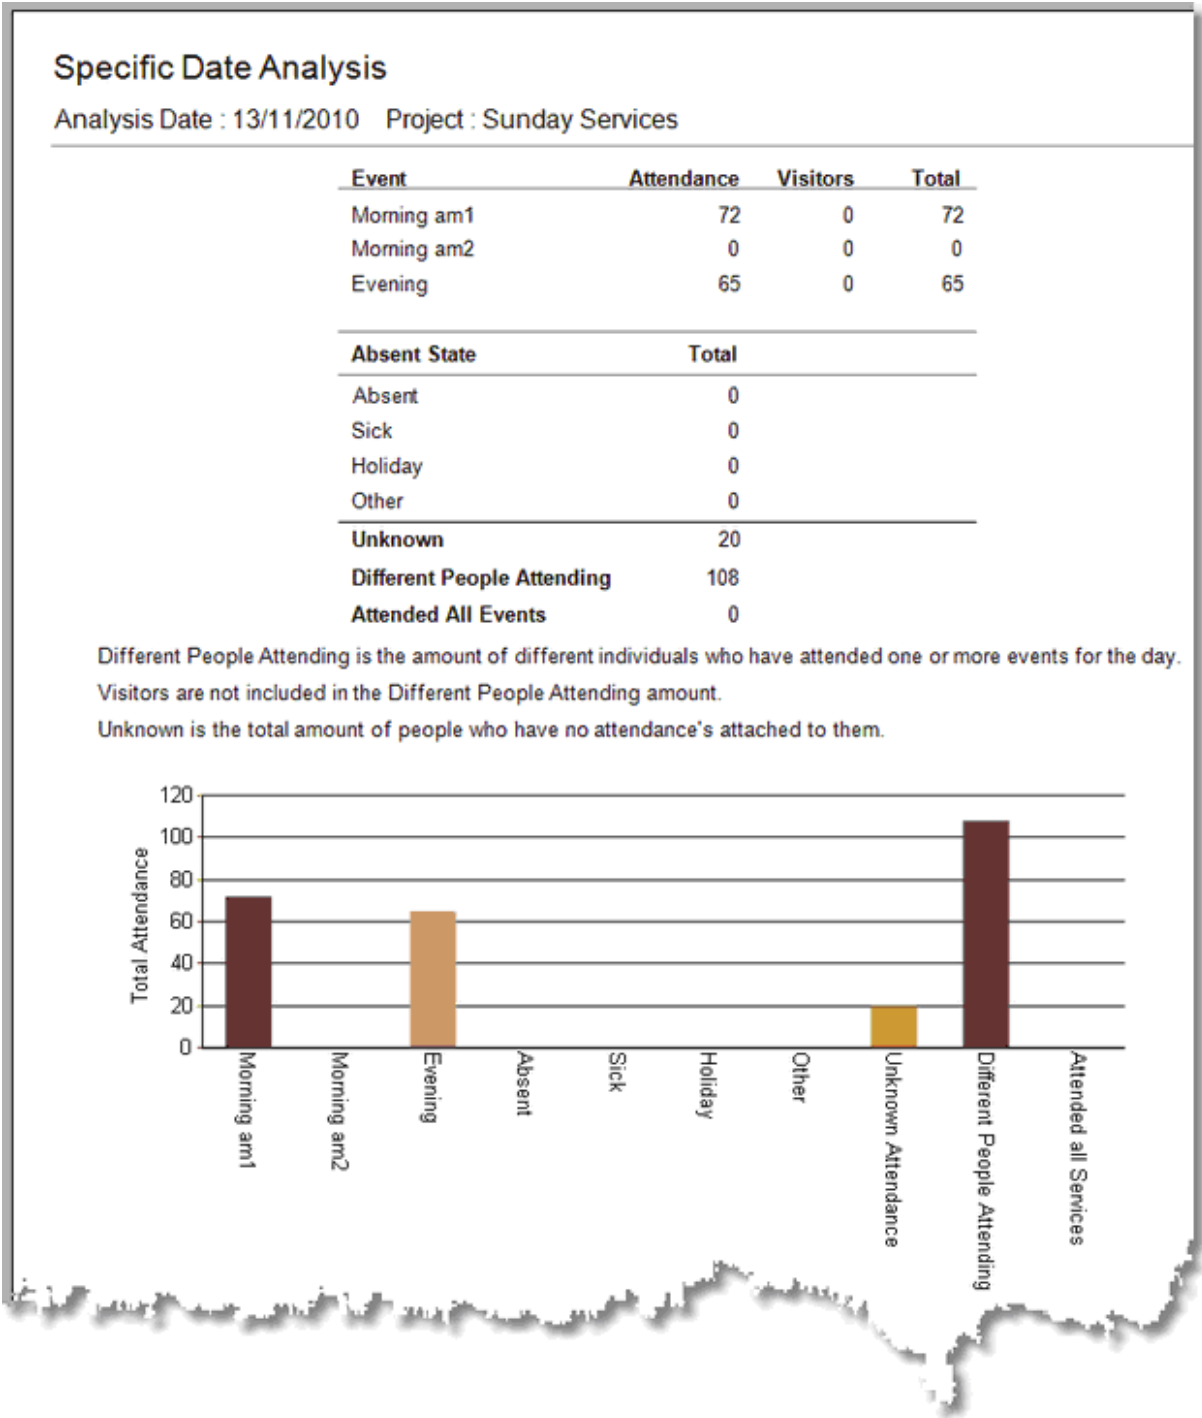 Specific Date Analysis
Analysis Date : 13/11/2010 Project : Sunday Services
Event Attendance Visitors Total
Morning am1 72 0 72
Morning am2 0 0 0
Evening 65 0 65
Absent State Total
Absent 0
Sick 0
Holiday 0
Other 0
Unknown 20
Different People Attending 108
Attended All Events 0
Different People Attending is the amount of different individuals who have attended one or more events for the day.
Visitors are not included in the Different People Attending amount.
Unknown is the total amount of people who have no attendance's attached to them.
Total Attendance
120
100
80
60
40
20
0
Morning am1
Morning am2
Evening
Absent
Sick
Holiday
Other
Unknown Attendance
Different People Attending
Attended all Services